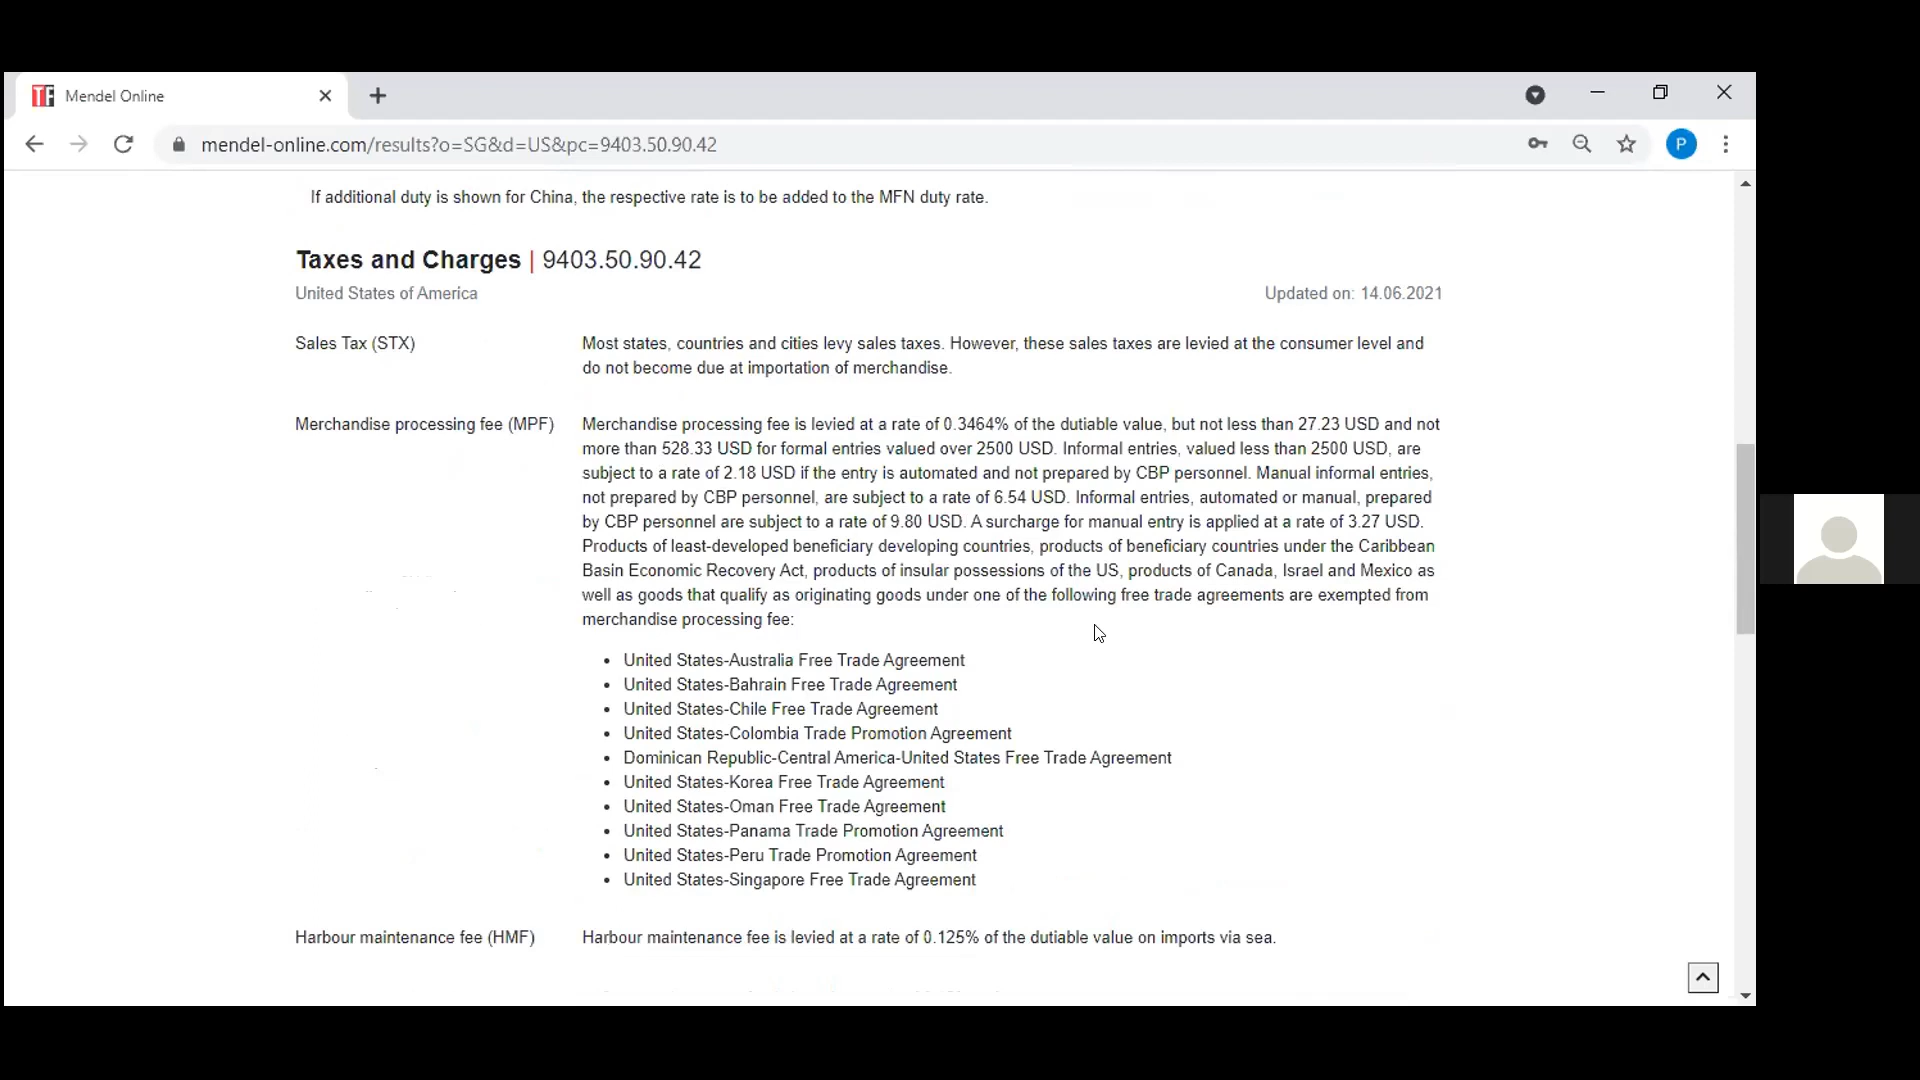 TF Mendel Online
mendel-online.com/results?o=SG&d=US&pc=9403.50.90.42
P
If additional duty is shown for China, the respective rate is to be added to the MFN duty rate.
Taxes and Charges | 9403.50.90.42
United States of America
Updated on: 14.06.2021
Sales Tax (STX)
Most states, countries and cities levy sales taxes. However, these sales taxes are levied at the consumer level and
do not become due at importation of merchandise.
Merchandise processing fee (MPF)
Merchandise processing fee is levied at a rate of 0.3464% of the dutiable value, but not less than 27.23 USD and not
more than 528.33 USD for formal entries valued over 2500 USD. Informal entries, valued less than 2500 USD, are
subject to a rate of 2.18 USD if the entry is automated and not prepared by CBP personnel. Manual informal entries,
not prepared by CBP personnel, are subject to a rate of 6.54 USD. Informal entries, automated or manual, prepared
by CBP personnel are subject to a rate of 9.80 USD. A surcharge for manual entry is applied at a rate of 3.27 USD.
Products of least-developed beneficiary developing countries, products of beneficiary countries under the Caribbean
Basin Economic Recovery Act, products of insular possessions of the US, products of Canada, Israel and Mexico as
well as goods that qualify as originating goods under one of the following free trade agreements are exempted from
merchandise processing fee:
• United States-Australia Free Trade Agreement
• United States-Bahrain Free Trade Agreement
• United States-Chile Free Trade Agreement
• United States-Colombia Trade Promotion Agreement
• Dominican Republic-Central America-United States Free Trade Agreement
• United States-Korea Free Trade Agreement
• United States-Oman Free Trade Agreement
• United States-Panama Trade Promotion Agreement
• United States-Peru Trade Promotion Agreement
• United States-Singapore Free Trade Agreement
Harbour maintenance fee (HMF)
Harbour maintenance fee is levied at a rate of 0.125% of the dutiable value on imports via sea.